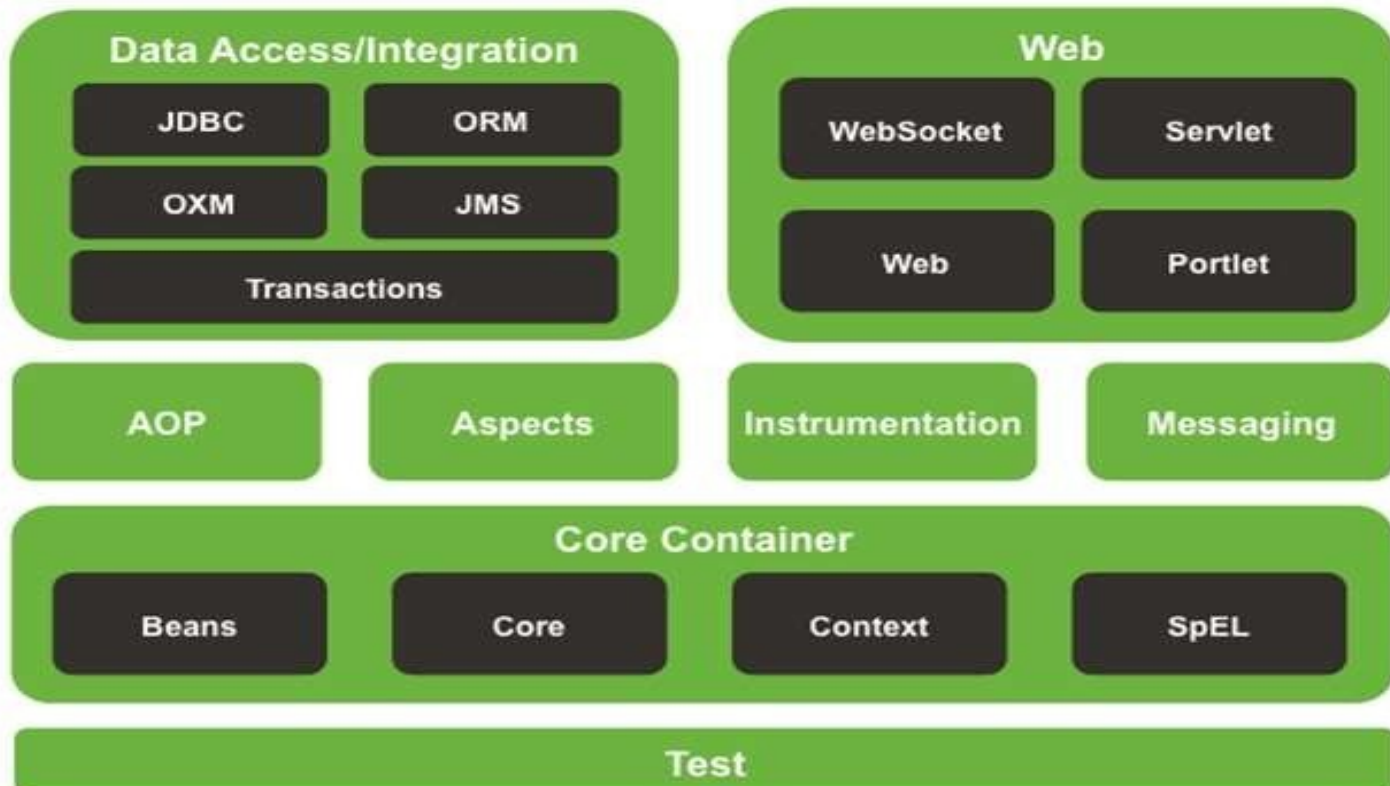 Data Access/Integration
JDBC
ORM
OXM
JMS
Transactions
Web
WebSocket
Servlet
Web
Portlet
AOP
Aspects
Instrumentation
Messaging
Core Container
Beans
Core
Context
SpEL
Test